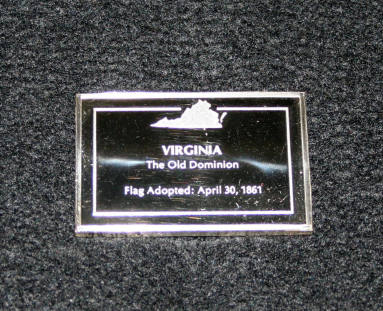 VIRGINIA
The Old Dominion
Flag Adopted: April 30, 1861